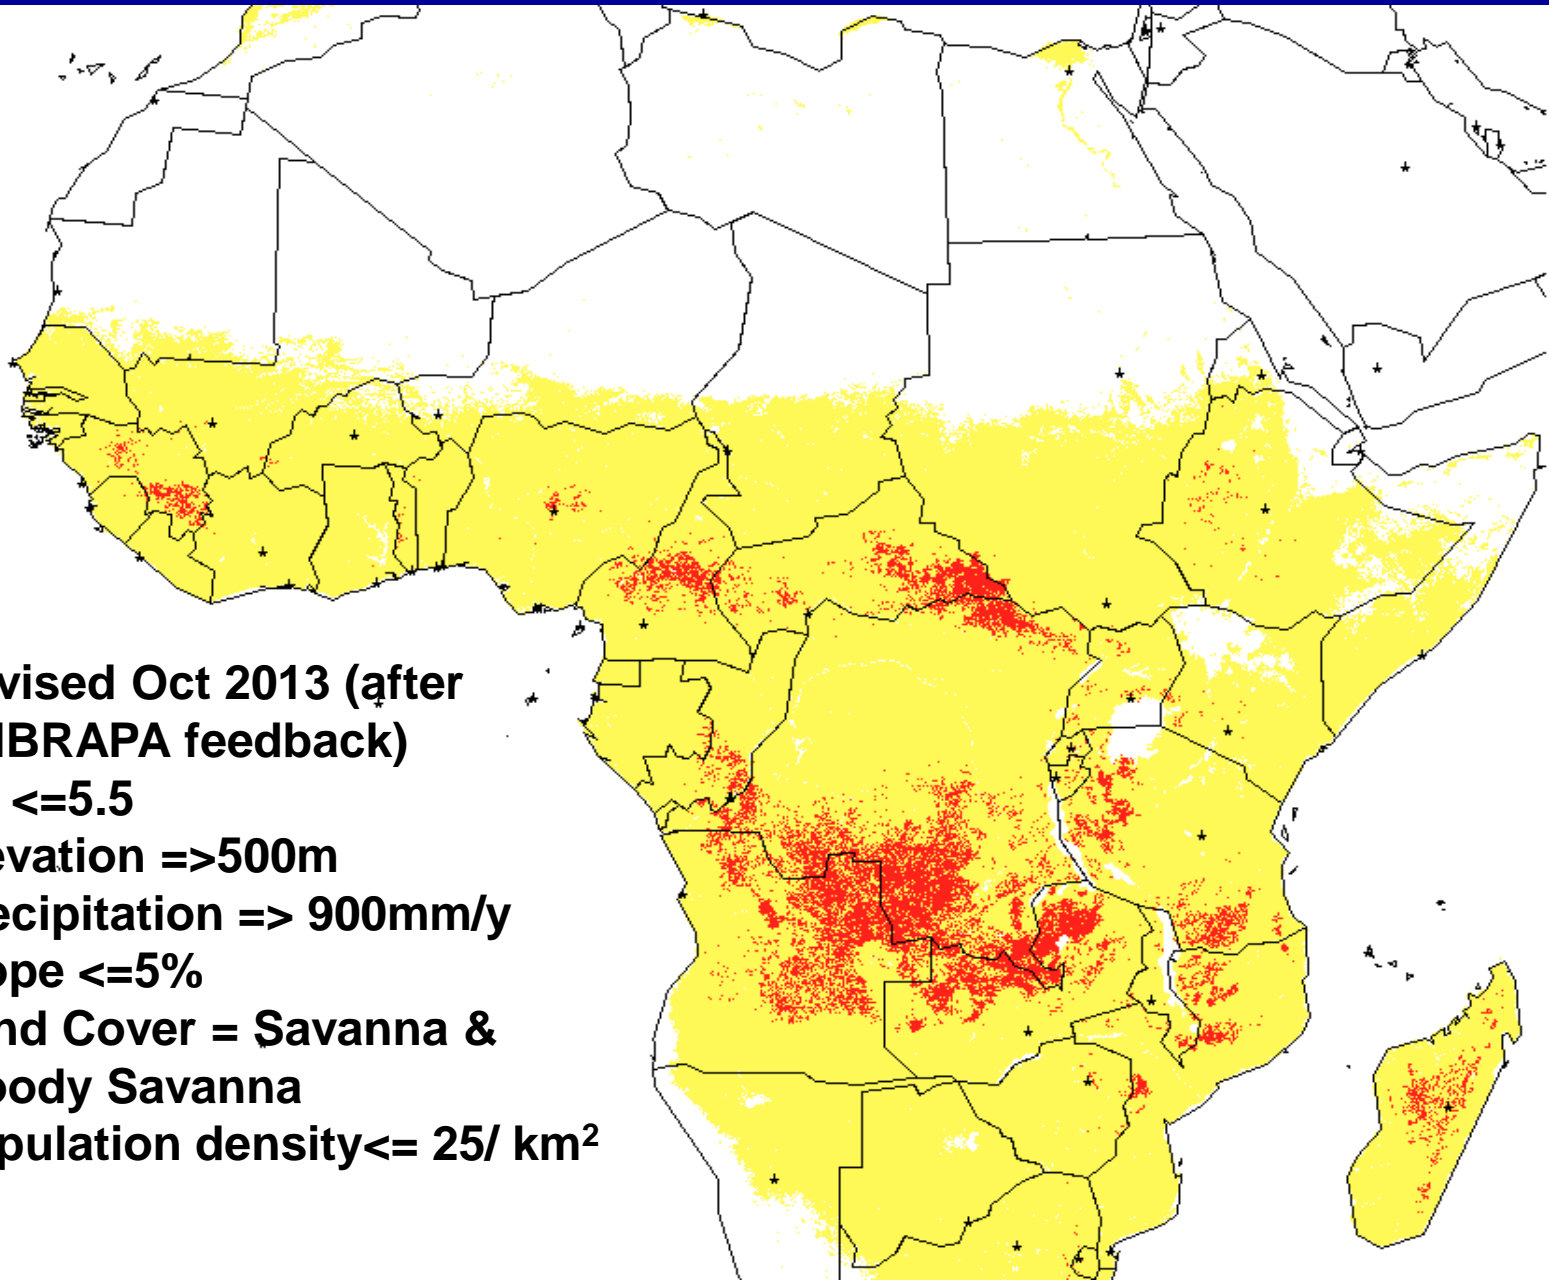 vised Oct 2013 (after
IBRAPA feedback)
<=5.5
evation =>500m
ecipitation => 900mm/y
ope <=5%
nd Cover = Savanna &
oody Savanna
pulation density<= 25/ km²